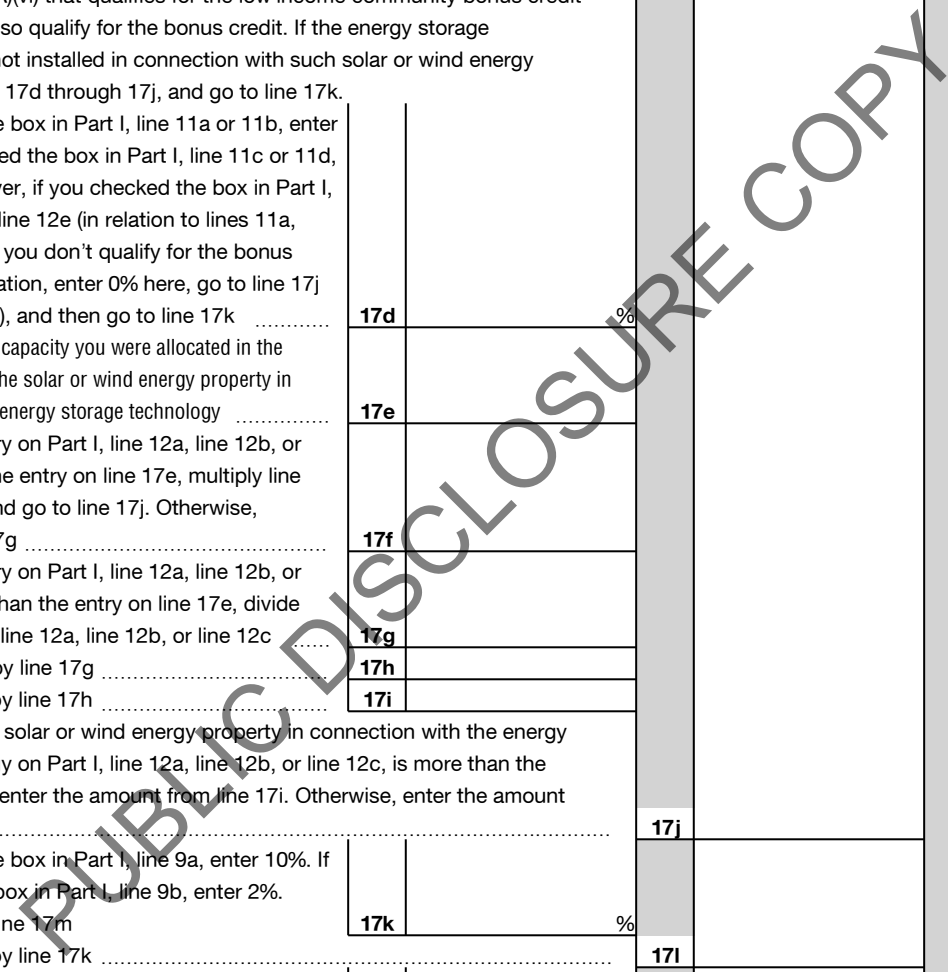 so qualify for the bonus credit. If the energy storage
not installed in connection with such solar or wind energy
17d through 17j, and go to line 17k.
e box in Part I, line 11a or 11b, enter
ed the box in Part I, line 11c or 11d,
ver, if you checked the box in Part I,
line 12e (in relation to lines 11a,
you don't qualify for the bonus
ation, enter 0% here, go to line 17j
), and then go to line 17k ............ 17d %
capacity you were allocated in the
he solar or wind energy property in
energy storage technology ............... 17e
ry on Part I, line 12a, line 12b, or
he entry on line 17e, multiply line
nd go to line 17j. Otherwise,
7g ................................................ 17f
ry on Part I, line 12a, line 12b, or
han the entry on line 17e, divide
line 12a, line 12b, or line 12c ...... 17g
by line 17g .................................... 17h
by line 17h .................................... 17i
solar or wind energy property in connection with the energy
y on Part I, line 12a, line 12b, or line 12c, is more than the
enter the amount from line 17i. Otherwise, enter the amount
................................................ 17j
e box in Part I, line 9a, enter 10%. If
box in Part I, line 9b, enter 2%.
ne 17m 17k %
by line 17k ................................................ 17l
PUBLIC DISCLOSURE COPY